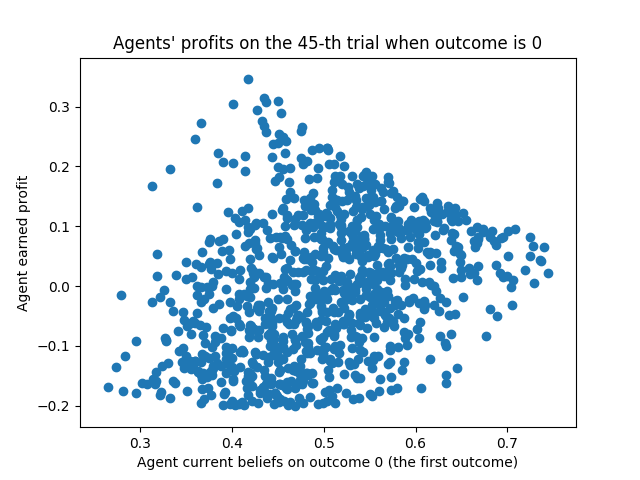 Agents' profits on the 45-th trial when outcome is 0
Agent earned profit
0.3
0.2
0.1
0.0
−0.1
−0.2
0.3 0.4 0.5 0.6 0.7
Agent current beliefs on outcome 0 (the first outcome)